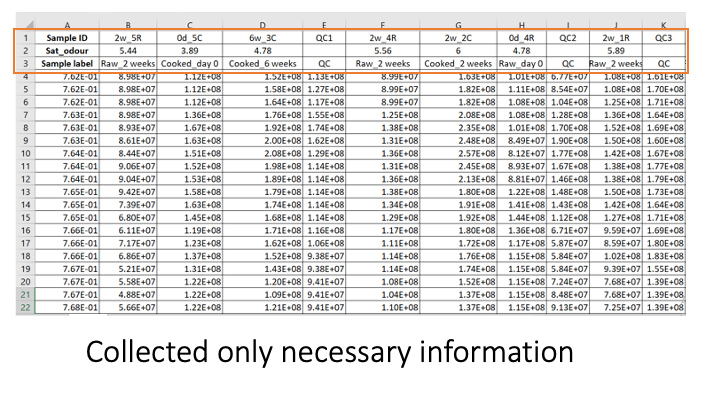 A B C D E F G H I J K
1 Sample ID 2w_5R 0d_5C 6w_3C QC1 2w_4R 2w_2C 0d_4R QC2 2w_1R QC3
2 Sat_odour 5.44 3.89 4.78 5.56 6 4.78 5.89
3 Sample label Raw_2 weeks Cooked_day 0 Cooked_6 weeks QC Raw_2 weeks Cooked_2 weeks Raw_day 0 QC Raw_2 weeks QC
4 7.62E-01 8.98E+07 1.12E+08 1.52E+08 1.13E+08 8.99E+07 1.63E+08 1.01E+08 6.77E+07 1.08E+08 1.61E+08
5 7.62E-01 8.98E+07 1.12E+08 1.58E+08 1.27E+08 8.99E+07 1.82E+08 1.11E+08 8.54E+07 1.08E+08 1.70E+08
6 7.62E-01 8.98E+07 1.12E+08 1.64E+08 1.17E+08 8.99E+07 1.82E+08 1.08E+08 1.04E+08 1.25E+08 1.71E+08
7 7.63E-01 8.98E+07 1.36E+08 1.76E+08 1.55E+08 1.25E+08 2.08E+08 1.08E+08 1.28E+08 1.36E+08 1.64E+08
8 7.63E-01 8.93E+07 1.67E+08 1.92E+08 1.74E+08 1.38E+08 2.35E+08 1.01E+08 1.70E+08 1.52E+08 1.69E+08
9 7.63E-01 8.61E+07 1.63E+08 2.00E+08 1.62E+08 1.31E+08 2.48E+08 8.49E+07 1.90E+08 1.50E+08 1.60E+08
10 7.64E-01 8.44E+07 1.51E+08 2.08E+08 1.29E+08 1.36E+08 2.57E+08 8.12E+07 1.77E+08 1.42E+08 1.67E+08
11 7.64E-01 9.06E+07 1.52E+08 1.98E+08 1.14E+08 1.31E+08 2.45E+08 8.93E+07 1.67E+08 1.38E+08 1.77E+08
12 7.64E-01 9.04E+07 1.53E+08 1.89E+08 1.14E+08 1.36E+08 2.13E+08 8.81E+07 1.46E+08 1.38E+08 1.79E+08
13 7.65E-01 9.42E+07 1.58E+08 1.79E+08 1.14E+08 1.38E+08 1.80E+08 1.22E+08 1.48E+08 1.50E+08 1.73E+08
14 7.65E-01 7.39E+07 1.63E+08 1.74E+08 1.14E+08 1.34E+08 1.91E+08 1.41E+08 1.43E+08 1.42E+08 1.64E+08
15 7.65E-01 6.80E+07 1.45E+08 1.68E+08 1.14E+08 1.29E+08 1.92E+08 1.44E+08 1.12E+08 1.27E+08 1.71E+08
16 7.66E-01 6.11E+07 1.19E+08 1.71E+08 1.16E+08 1.17E+08 1.80E+08 1.36E+08 6.71E+07 9.59E+07 1.69E+08
17 7.66E-01 7.17E+07 1.23E+08 1.62E+08 1.06E+08 1.11E+08 1.72E+08 1.17E+08 5.87E+07 8.59E+07 1.80E+08
18 7.66E-01 6.86E+07 1.37E+08 1.52E+08 9.38E+07 1.14E+08 1.76E+08 1.15E+08 5.84E+07 1.02E+08 1.83E+08
19 7.67E-01 5.21E+07 1.31E+08 1.43E+08 9.38E+07 1.14E+08 1.74E+08 1.15E+08 5.84E+07 9.39E+07 1.55E+08
20 7.67E-01 5.58E+07 1.22E+08 1.20E+08 9.41E+07 1.08E+08 1.52E+08 1.15E+08 7.24E+07 7.68E+07 1.39E+08
21 7.67E-01 4.88E+07 1.22E+08 1.09E+08 9.41E+07 1.04E+08 1.37E+08 1.15E+08 8.48E+07 7.68E+07 1.39E+08
22 7.68E-01 5.66E+07 1.22E+08 1.21E+08 9.41E+07 1.10E+08 1.37E+08 1.15E+08 9.13E+07 7.25E+07 1.39E+08
Collected only necessary information